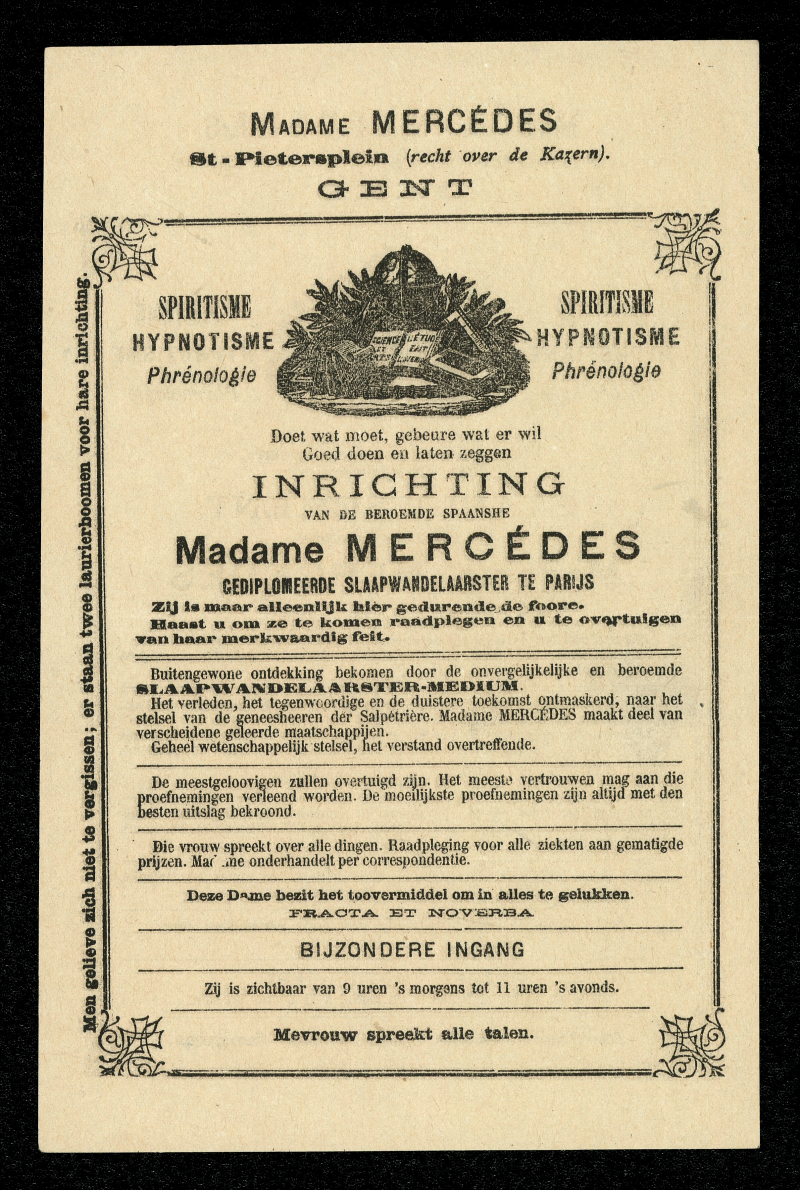 MADAME MERCÉDES
St-Pietersplein (recht over de Kazern).
GENT
SPIRITISME
HYPNOTISME
Phrénologie
SCIENCE
ET
L'ÉTUDE
FAIT
SPIRITISME
HYPNOTISME
Phrénologie
Doet wat moet, gebeure wat er wil
Goed doen en laten zeggen
INRICHTING
VAN DE BEROEMDE SPAANSHE
Madame MERCÉDES
GEDIPLOMEERDE SLAAPWANDELAARSTER TE PARIJS
Zij is maar alleenlijk hier gedurende de foore.
Haast u om ze te komen raadplegen en u te overtuigen
van haar merkwaardig feit.
Buitengewone ontdekking bekomen door de onvergelijkelijke en beroemde
SLAAPWANDELAARSTER-MEDIUM.
Het verleden, het tegenwoordige en de duistere toekomst ontmaskerd, naar het
stelsel van de geneesheeren der Salpétrière. Madame MERCÉDES maakt deel van
verscheidene geleerde maatschappijen.
Geheel wetenschappelijk stelsel, het verstand overtreffende.
De meestgeloovigen zullen overtuigd zijn. Het meeste vertrouwen mag aan die
proefnemingen verleend worden. De moeilijkste proefnemingen zijn altijd met den
besten uitslag bekroond.
Die vrouw spreekt over alle dingen. Raadpleging voor alle ziekten aan gematigde
prijzen. Madame onderhandelt per correspondentie.
Deze Dame bezit het toovermiddel om in alles te gelukken.
FRACTA ET NOVERBA
BIJZONDERE INGANG
Zij is zichtbaar van 9 uren 's morgens tot 11 uren 's avonds.
Mevrouw spreekt alle talen.
Men gelieve zich niet te vergissen; er staan twee laurierboomen voor hare inrichting.